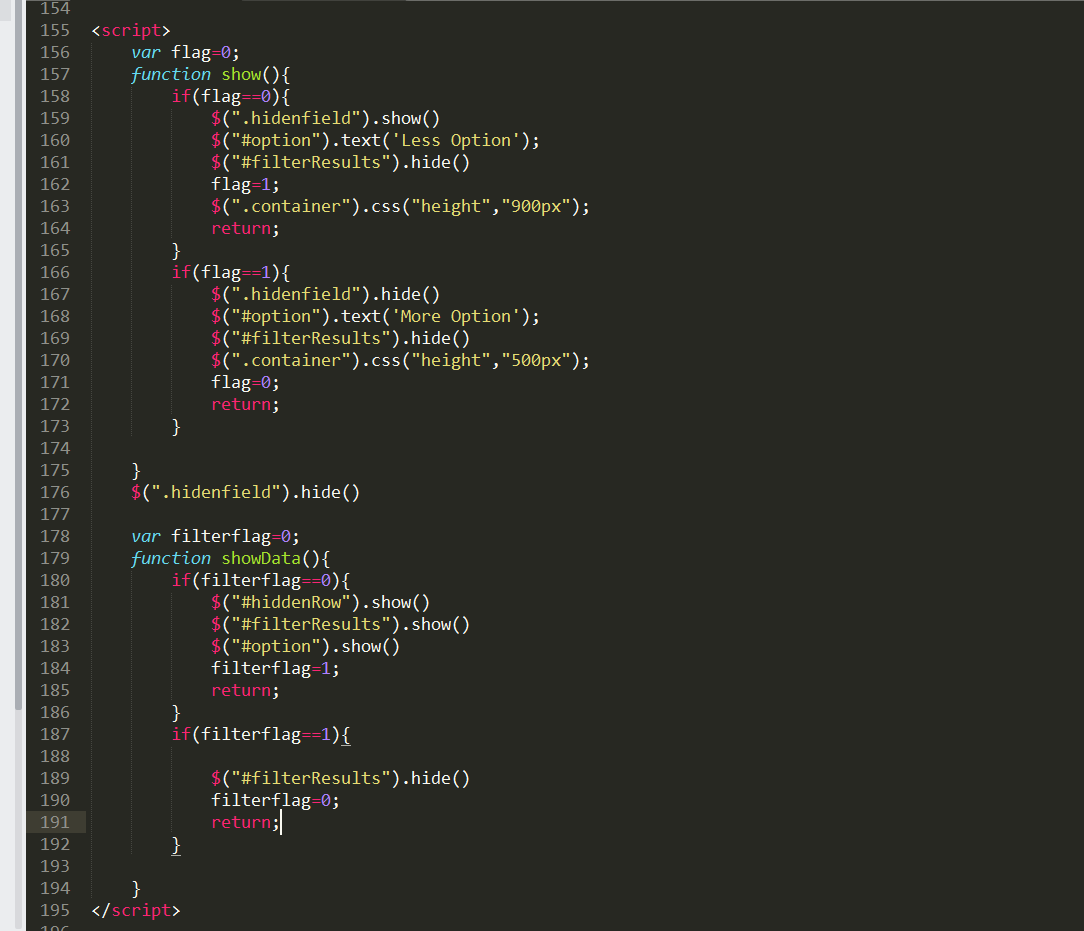 154
155 <script>
156 var flag=0;
157 function show(){
158 if(flag==0){
159 $(".hidenfield").show()
160 $("#option").text('Less Option');
161 $("#filterResults").hide()
162 flag=1;
163 $(".container").css("height","900px");
164 return;
165 }
166 if(flag==1){
167 $(".hidenfield").hide()
168 $("#option").text('More Option');
169 $("#filterResults").hide()
170 $(".container").css("height","500px");
171 flag=0;
172 return;
173 }
174
175 }
176 $(".hidenfield").hide()
177
178 var filterflag=0;
179 function showData(){
180 if(filterflag==0){
181 $("#hiddenRow").show()
182 $("#filterResults").show()
183 $("#option").show()
184 filterflag=1;
185 return;
186 }
187 if(filterflag==1){
188
189 $("#filterResults").hide()
190 filterflag=0;
191 return;
192 }
193
194 }
195 </script>
196